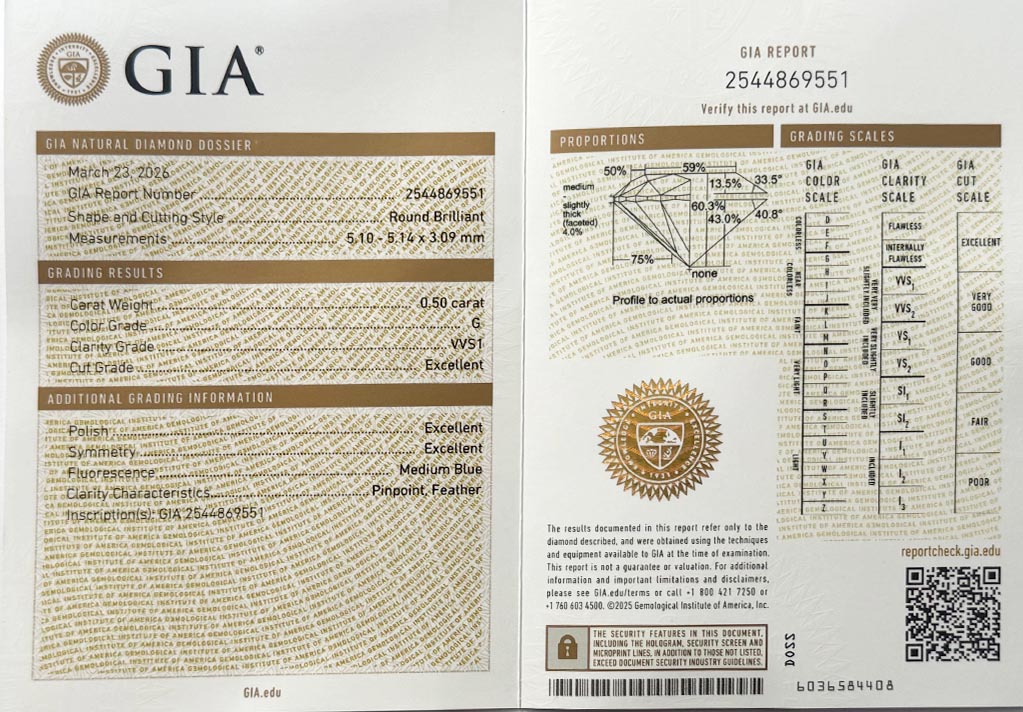 GIA®
GIA NATURAL DIAMOND DOSSIER®
March 23, 2026
GIA Report Number 2544869551
Shape and Cutting Style Round Brilliant
Measurements 5.10 - 5.14 x 3.09 mm
GRADING RESULTS
Carat Weight 0.50 carat
Color Grade G
Clarity Grade VVS1
Cut Grade Excellent
ADDITIONAL GRADING INFORMATION
Polish Excellent
Symmetry Excellent
Fluorescence Medium Blue
Clarity Characteristics Pinpoint, Feather
Inscription(s): GIA 2544869551
GIA.edu
GIA REPORT
2544869551
Verify this report at GIA.edu
PROPORTIONS
50%
59%
33.5°
13.5%
medium
-
slightly
thick
(faceted)
4.0%
60.3%
43.0%
40.8°
75%
none
Profile to actual proportions
GIA
The results documented in this report refer only to the
diamond described, and were obtained using the techniques
and equipment available to GIA at the time of examination.
This report is not a guarantee or valuation. For additional
information and important limitations and disclaimers,
please see GIA.edu/terms or call +1 800 421 7250 or
+1 760 603 4500. ©2025 Gemological Institute of America, Inc.
THE SECURITY FEATURES IN THIS DOCUMENT,
INCLUDING THE HOLOGRAM, SECURITY SCREEN AND
MICROPRINT LINES, IN ADDITION TO THOSE NOT LISTED,
EXCEED DOCUMENT SECURITY INDUSTRY GUIDELINES.
GRADING SCALES
GIA
COLOR
SCALE
COLORLESS
D
E
F
NEAR
COLORLESS
G
H
I
J
FAINT
K
L
M
VERY LIGHT
N
O
P
Q
R
LIGHT
S
T
U
V
W
X
Y
Z
GIA
CLARITY
SCALE
FLAWLESS
INTERNALLY
FLAWLESS
VERY VERY
SLIGHTLY INCLUDED
VVS1
VVS2
VERY SLIGHTLY
INCLUDED
VS1
VS2
SLIGHTLY
INCLUDED
SI1
SI2
INCLUDED
I1
I2
I3
GIA
CUT
SCALE
EXCELLENT
VERY
GOOD
GOOD
FAIR
POOR
reportcheck.gia.edu
DOS2
6036584408